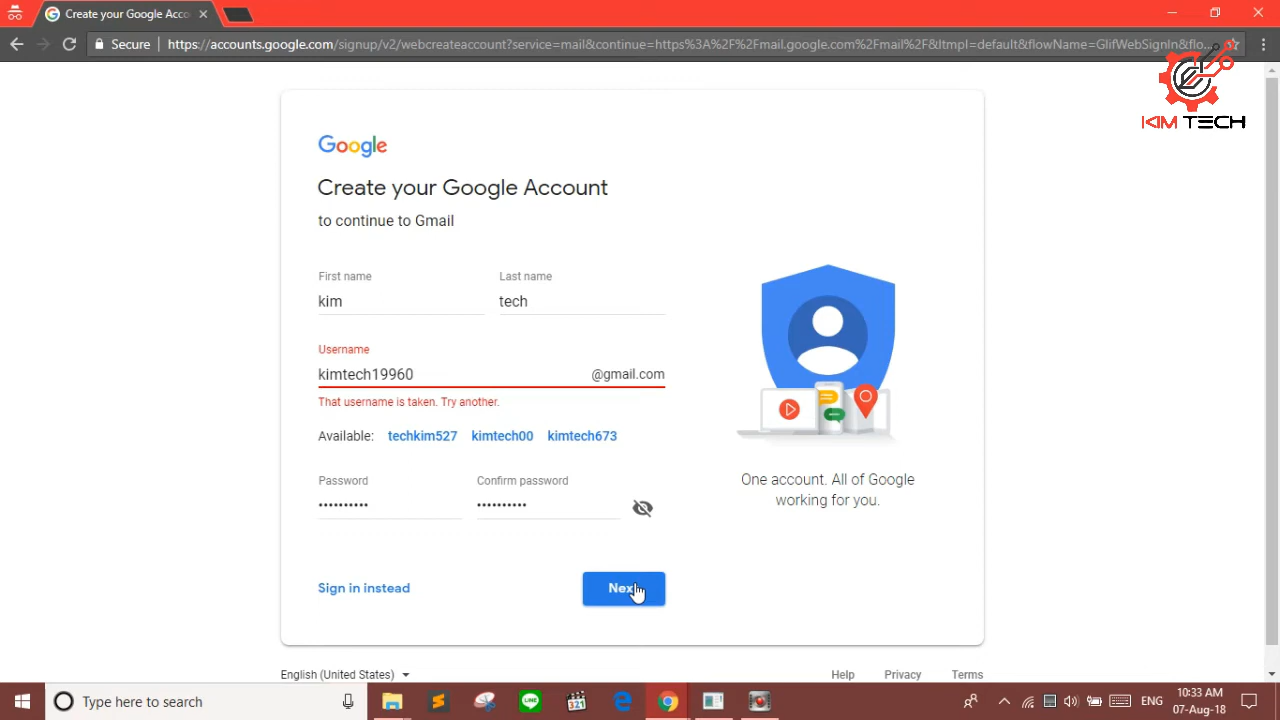 Google Create your Google Acco
Secure
https://accounts.google.com/signup/v2/webcreateaccount?service=mail&continue=https%3A%2F%2Fmail.google.com%2Fmail%2F&ltmpl=default&flowName=GlifWebSignIn&flo...
KIM TECH
Google
Create your Google Account
to continue to Gmail
First name
Last name
kim
tech
Username
kimtech19960
@gmail.com
That username is taken. Try another.
Available: techkim527 kimtech00 kimtech673
Password
Confirm password
One account. All of Google
working for you.
Sign in instead
Next
English (United States)
Help
Privacy
Terms
Type here to search
321
LINE
ENG
10:33 AM
07-Aug-18